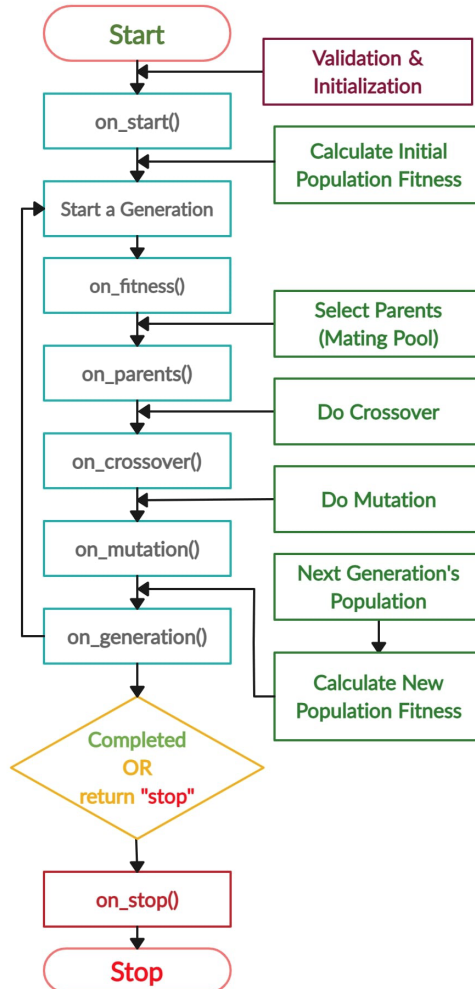 Start
Validation &
Initialization
on_start()
Calculate Initial
Population Fitness
Start a Generation
on_fitness()
Select Parents
(Mating Pool)
on_parents()
Do Crossover
on_crossover()
Do Mutation
on_mutation()
Next Generation's
Population
on_generation()
Calculate New
Population Fitness
Completed
OR
return "stop"
on_stop()
Stop